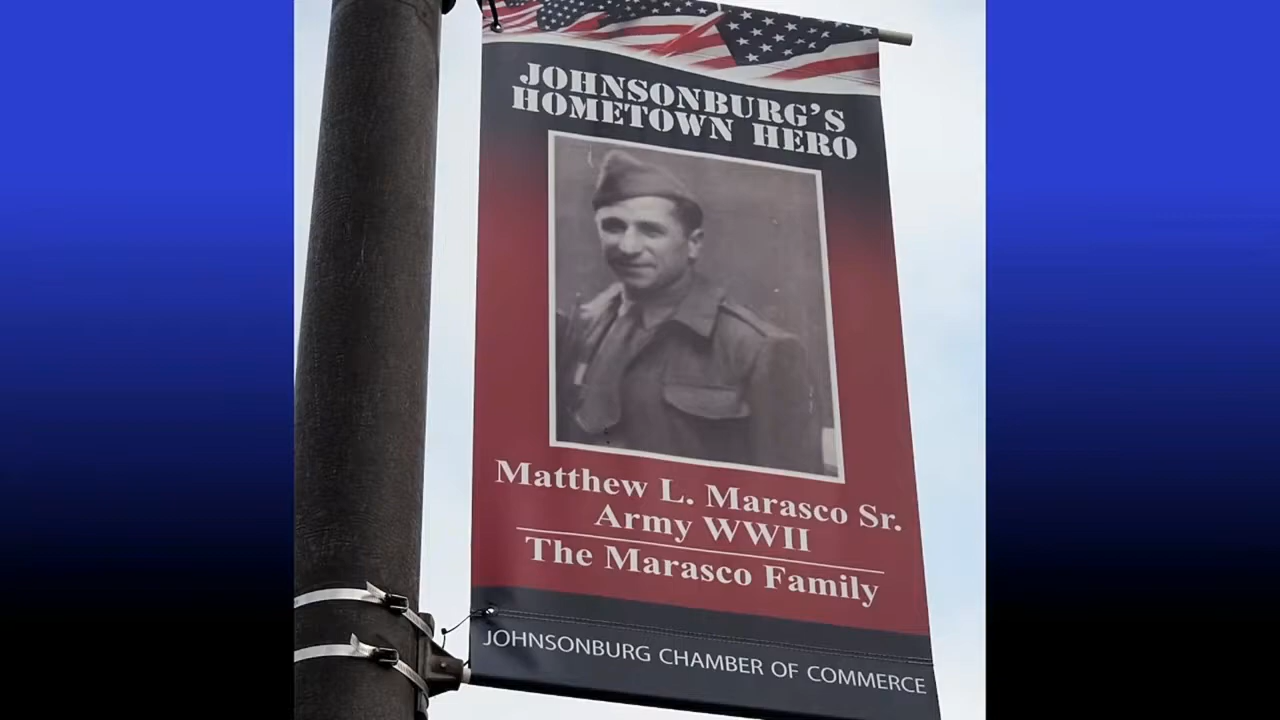 JOHNSONBURG'S
HOMETOWN HERO
Matthew L. Marasco Sr.
Army WWII
The Marasco Family
JOHNSONBURG CHAMBER OF COMMERCE